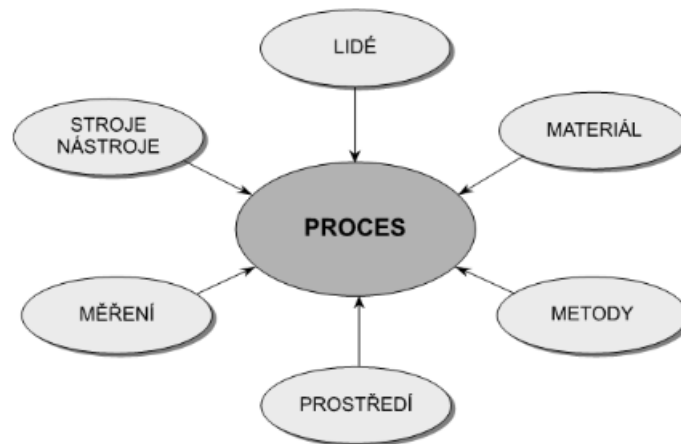 LIDÉ
STROJE
NÁSTROJE
MATERIÁL
PROCES
MĚŘENÍ
METODY
PROSTŘEDÍ